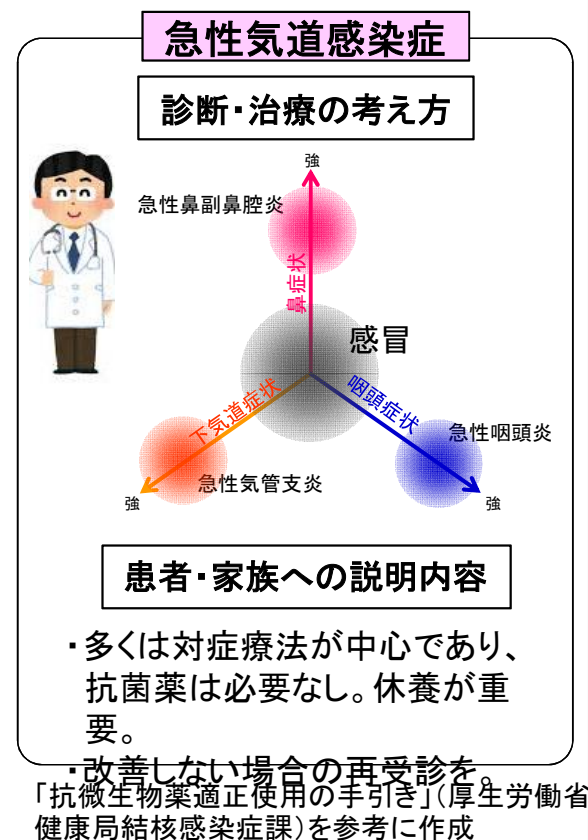 急性気道感染症
診断・治療の考え方
強
急性鼻副鼻腔炎
鼻症状
感冒
下気道症状
咽頭症状
急性咽頭炎
急性気管支炎
強
強
患者・家族への説明内容
・多くは対症療法が中心であり、
抗菌薬は必要なし。休養が重
要。
・改善しない場合の再受診を。
「抗微生物薬適正使用の手引き」(厚生労働省
健康局結核感染症課)を参考に作成